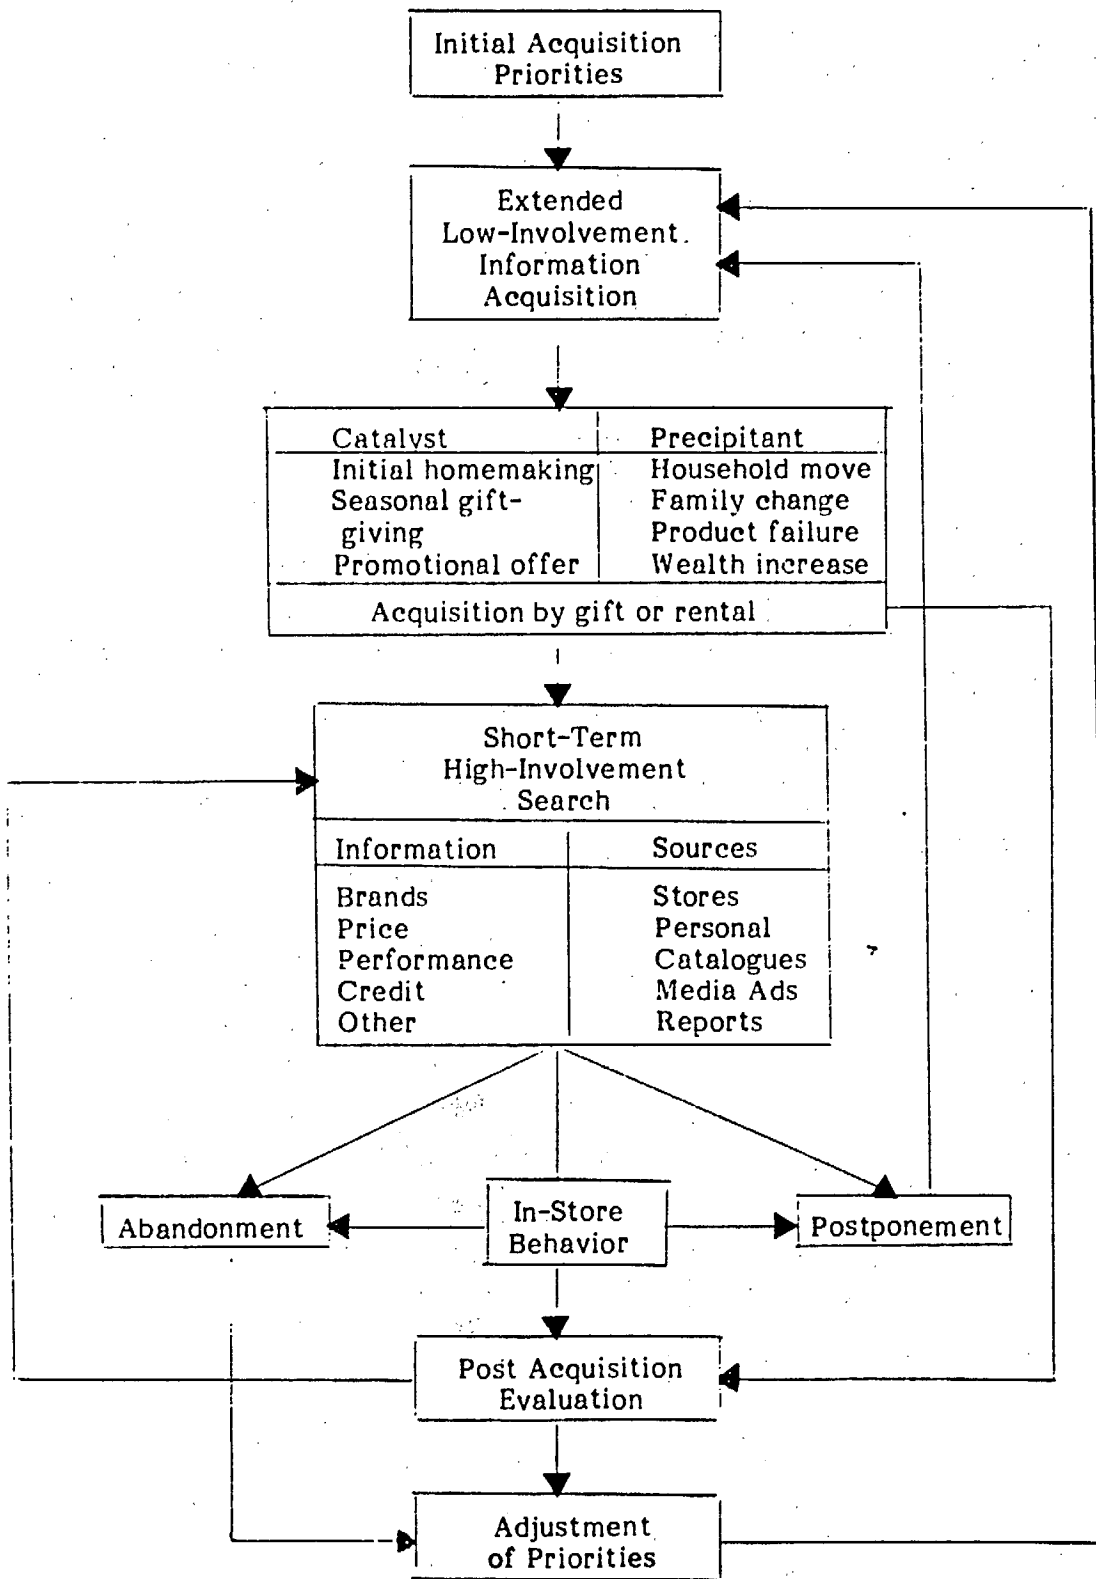 Initial Acquisition
Priorities
Extended
Low-Involvement.
Information
Acquisition
Catalyst
Precipitant
Initial homemaking
Household move
Seasonal gift-
Family change
giving
Product failure
Promotional offer
Wealth increase
Acquisition by gift or rental
Short-Term
High-Involvement
Search
Information
Sources
Brands
Stores
Price
Personal
Performance
Catalogues
Credit
Media Ads
Other
Reports
Abandonment
In-Store
Behavior
Postponement
Post Acquisition
Evaluation
Adjustment
of Priorities